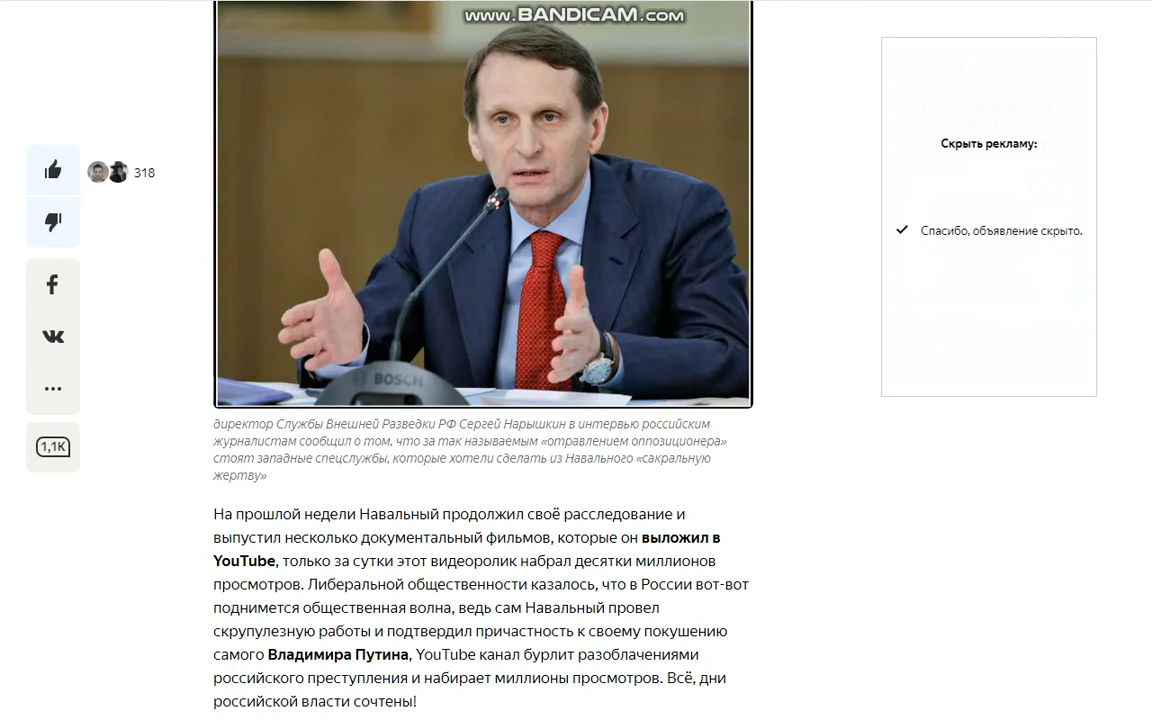 www.BANDICAM.com
318
BOSCH
1,1K
Скрыть рекламу:
Спасибо, объявление скрыто.
директор Службы Внешней Разведки РФ Сергей Нарышкин в интервью российским
журналистам сообщил о том, что за так называемым «отравлением оппозиционера»
стоят западные спецслужбы, которые хотели сделать из Навального «сакральную
жертву»
На прошлой недели Навальный продолжил своё расследование и
выпустил несколько документальный фильмов, которые он выложил в
YouTube, только за сутки этот видеоролик набрал десятки миллионов
просмотров. Либеральной общественности казалось, что в России вот-вот
поднимется общественная волна, ведь сам Навальный провел
скрупулезную работы и подтвердил причастность к своему покушению
самого Владимира Путина, YouTube канал бурлит разоблачениями
российского преступления и набирает миллионы просмотров. Всё, дни
российской власти сочтены!